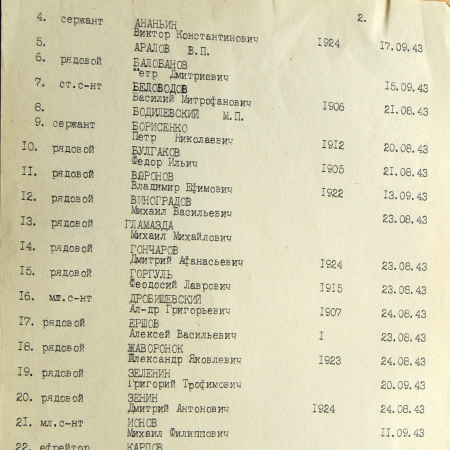 2.
4. сержант АНАНЬИН
Виктор Константинович 1924 17.09.43
5. АРАЛОВ В.П.
6. рядовой БАЛОБАНОВ
Петр Дмитриевич 15.09.43
7. ст.с-нт БЕЛОВОДОВ
Василий Митрофанович 1906 21.08.43
8. БОДИЛЕВСКИЙ М.П.
9. сержант БОРИСЕНКО
Петр Николаевич 1912 20.08.43
10. рядовой БУЛГАКОВ
Федор Ильич 1905 21.08.43
11. рядовой ВОРОНОВ
Владимир Ефимович 1922 13.09.43
12. рядовой ВИНОГРАДОВ
Михаил Васильевич 23.08.43
13. рядовой ГЛАМАЗДА
Михаил Михайлович
14. рядовой ГОНЧАРОВ
Дмитрий Афанасьевич 1924 23.08.43
15. рядовой ГОРГУЛЬ
Феодосий Лаврович 1915 23.08.43
16. мл.с-нт ДРОБИШЕВСКИЙ
Ал-др Григорьевич 1907 24.08.43
17. рядовой ЕРШОВ
Алексей Васильевич I 23.08.43
18. рядовой ЖАВОРОНОК
Александр Яковлевич 1923 24.08.43
19. рядовой ЗЕЛЕНИН
Григорий Трофимович 20.09.43
20. рядовой ЗЕНИН
Дмитрий Антонович 1924 24.08.43
21. мл.с-нт ИОНОВ
Михаил Филиппович 11.09.43
22. ефрейтор КАРПОВ